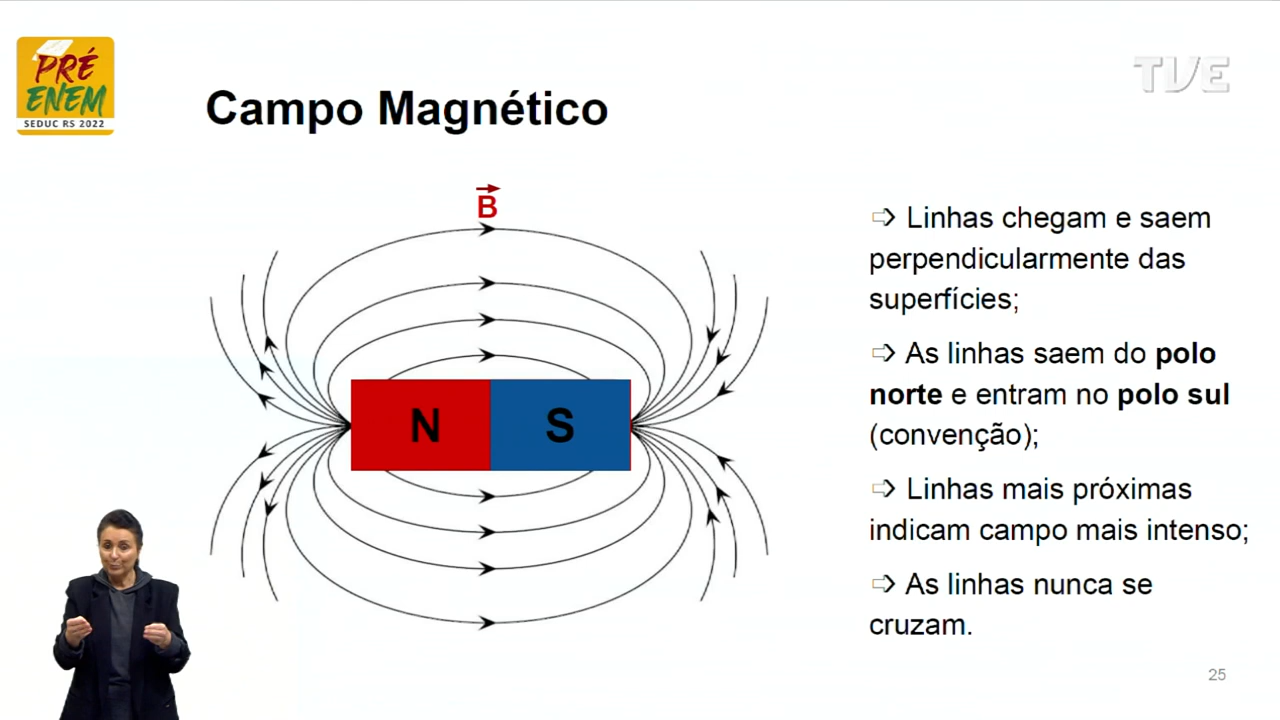 PRÉ
ENEM
SEDUC RS 2022
TVE
Campo Magnético
B
N
S
⇨ Linhas chegam e saem
perpendicularmente das
superfícies;
⇨ As linhas saem do polo
norte e entram no polo sul
(convenção);
⇨ Linhas mais próximas
indicam campo mais intenso;
⇨ As linhas nunca se
cruzam.
25